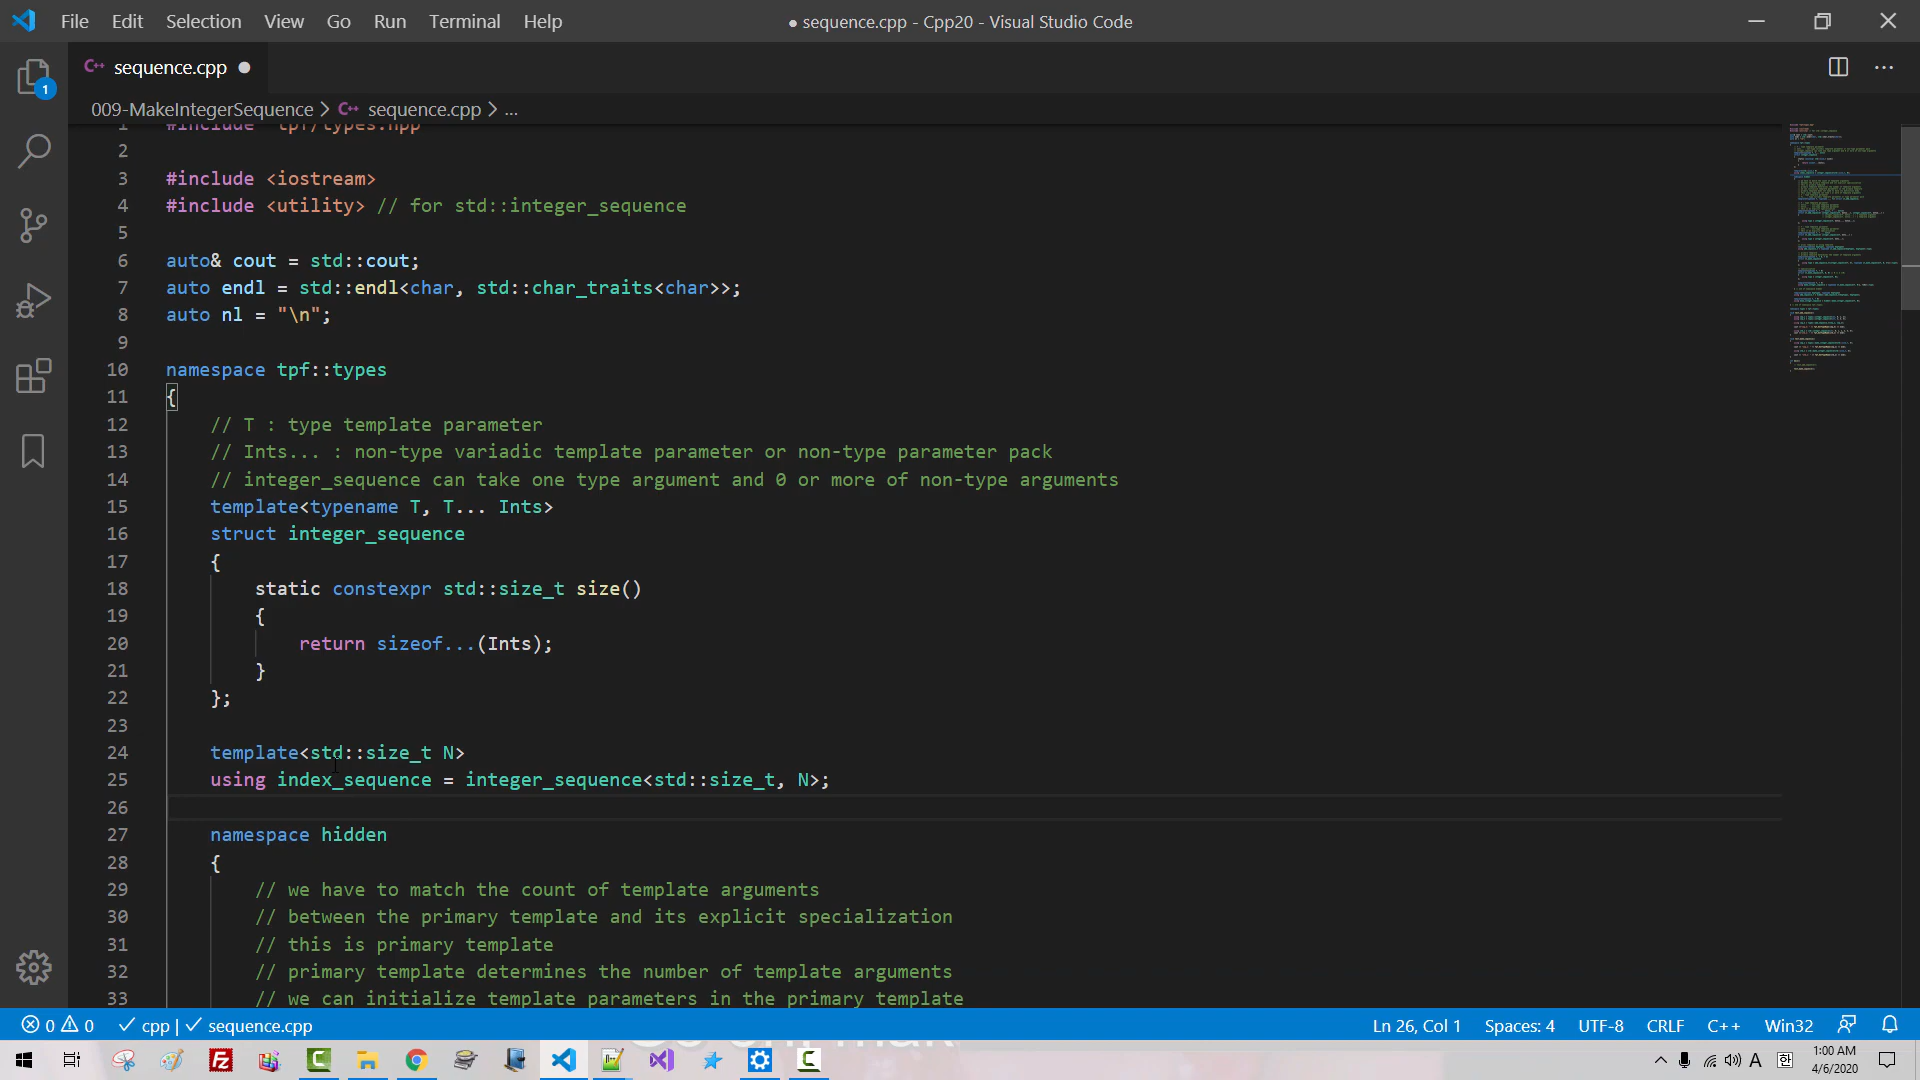 File Edit Selection View Go Run Terminal Help
● sequence.cpp - Cpp20 - Visual Studio Code
C++ sequence.cpp ●
1
009-MakeIntegerSequence > C++ sequence.cpp > ...
2
3 #include <iostream>
4 #include <utility> // for std::integer_sequence
5
6 auto& cout = std::cout;
7 auto endl = std::endl<char, std::char_traits<char>>;
8 auto nl = "\n";
9
10 namespace tpf::types
11 {
12 // T : type template parameter
13 // Ints... : non-type variadic template parameter or non-type parameter pack
14 // integer_sequence can take one type argument and 0 or more of non-type arguments
15 template<typename T, T... Ints>
16 struct integer_sequence
17 {
18 static constexpr std::size_t size()
19 {
20 return sizeof...(Ints);
21 }
22 };
23
24 template<std::size_t N>
25 using index_sequence = integer_sequence<std::size_t, N>;
26
27 namespace hidden
28 {
29 // we have to match the count of template arguments
30 // between the primary template and its explicit specialization
31 // this is primary template
32 // primary template determines the number of template arguments
33 // we can initialize template parameters in the primary template
0 0 ✓ cpp | ✓ sequence.cpp
Ln 26, Col 1 Spaces: 4 UTF-8 CRLF C++ Win32
A 한 1:00 AM
4/6/2020